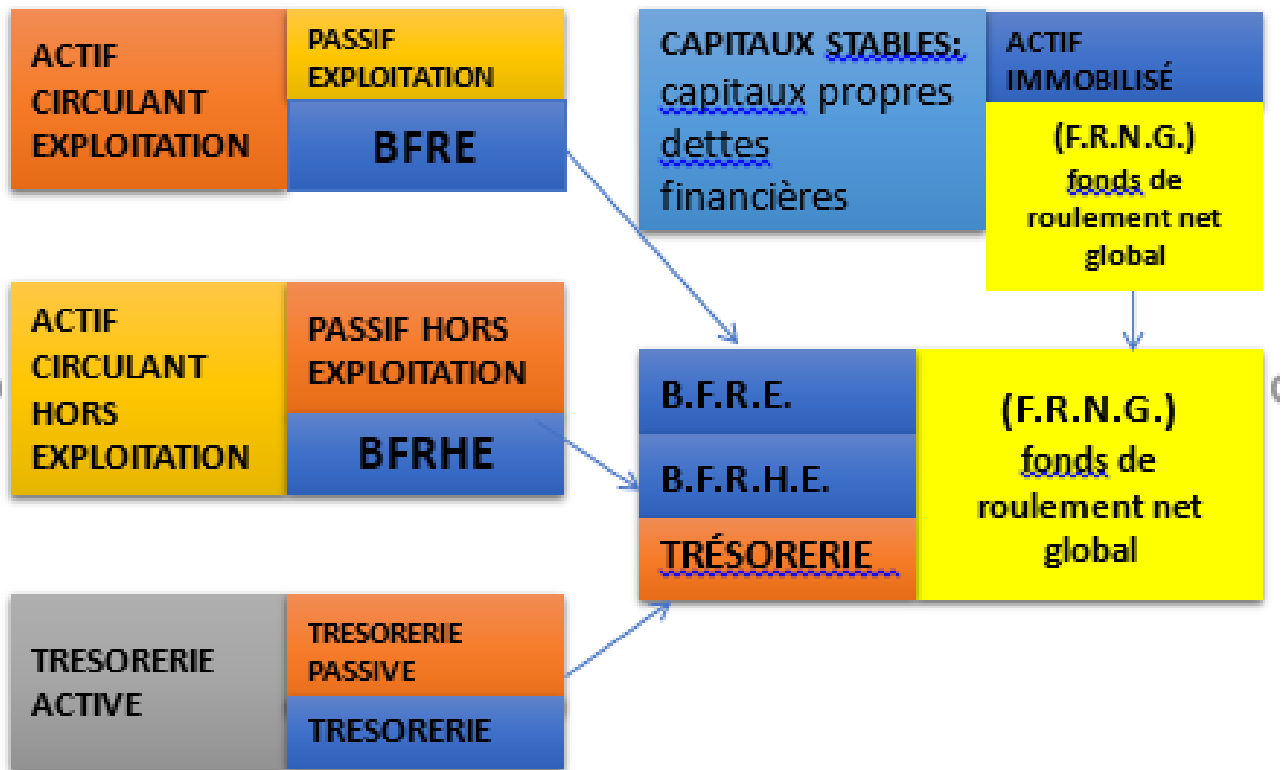 ACTIF
CIRCULANT
EXPLOITATION
PASSIF
EXPLOITATION
BFRE
CAPITAUX STABLES:
capitaux propres
dettes
financières
ACTIF
IMMOBILISÉ
(F.R.N.G.)
fonds de
roulement net
global
ACTIF
CIRCULANT
HORS
EXPLOITATION
PASSIF HORS
EXPLOITATION
BFRHE
B.F.R.E.
B.F.R.H.E.
TRÉSORERIE
(F.R.N.G.)
fonds de
roulement net
global
TRESORERIE
ACTIVE
TRESORERIE
PASSIVE
TRESORERIE